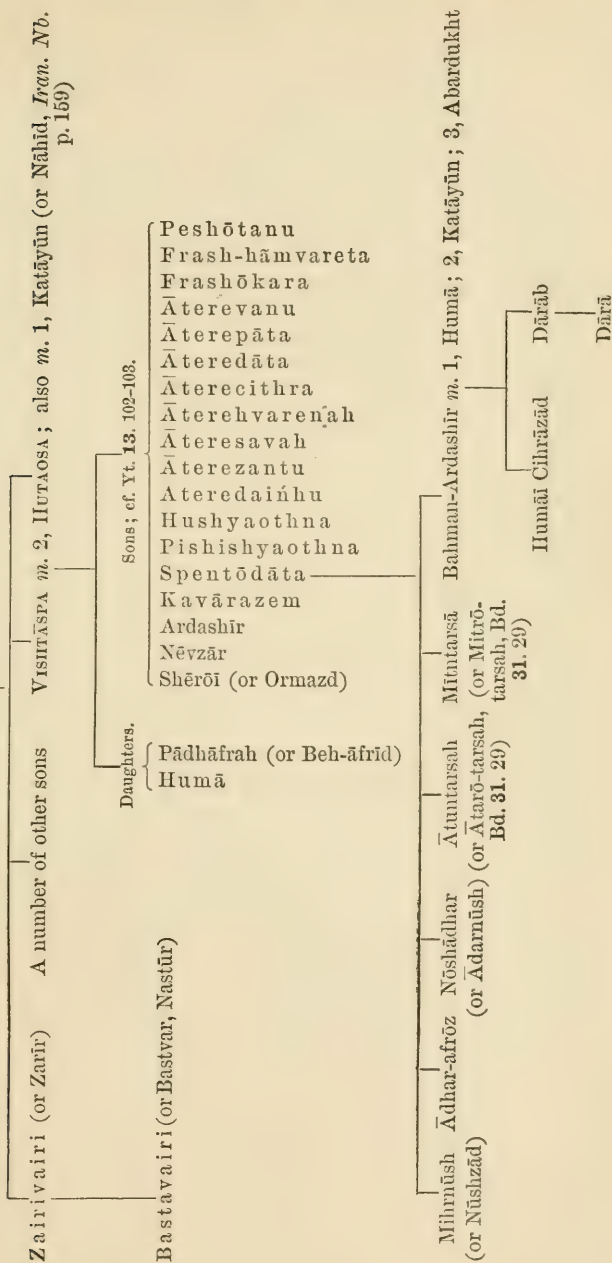 Zairivairi (or Zarīr) A number of other sons VISHTĀSPA m. 2, HUTAOSA; also m. 1, Katāyūn (or Nāhīd, Iran. Nb. p. 159)
Bastavairi (or Bastvar, Nastūr)
Daughters.
Pādhāfrah (or Beh-āfrīd)
Humā
Sons; cf. Yt. 13. 102-103.
Peshōtanu
Frash-hāmvareta
Frashōkara
Āterevanu
Āterepāta
Āteredāta
Āterecithra
Āterehvarenah
Āteresavah
Āterezantu
Ateredaińhu
Hushyaothna
Pishishyaothna
Spentōdāta
Kavārazem
Ardashīr
Nēvzār
Shērōī (or Ormazd)
Mihrnūsh
(or Nūshzād)
Ādhar-afrōz
Nōshādhar
(or Ādarnūsh)
Ātuntarsah
(or Ātarō-tarsah,
Bd. 31. 29)
Mītntarsā
(or Mitrō-
tarsah, Bd.
31. 29)
Bahman-Ardashīr m. 1, Humā; 2, Katāyūn; 3, Abardukht
Humāī Cihrāzād
Dārāb
Dārā